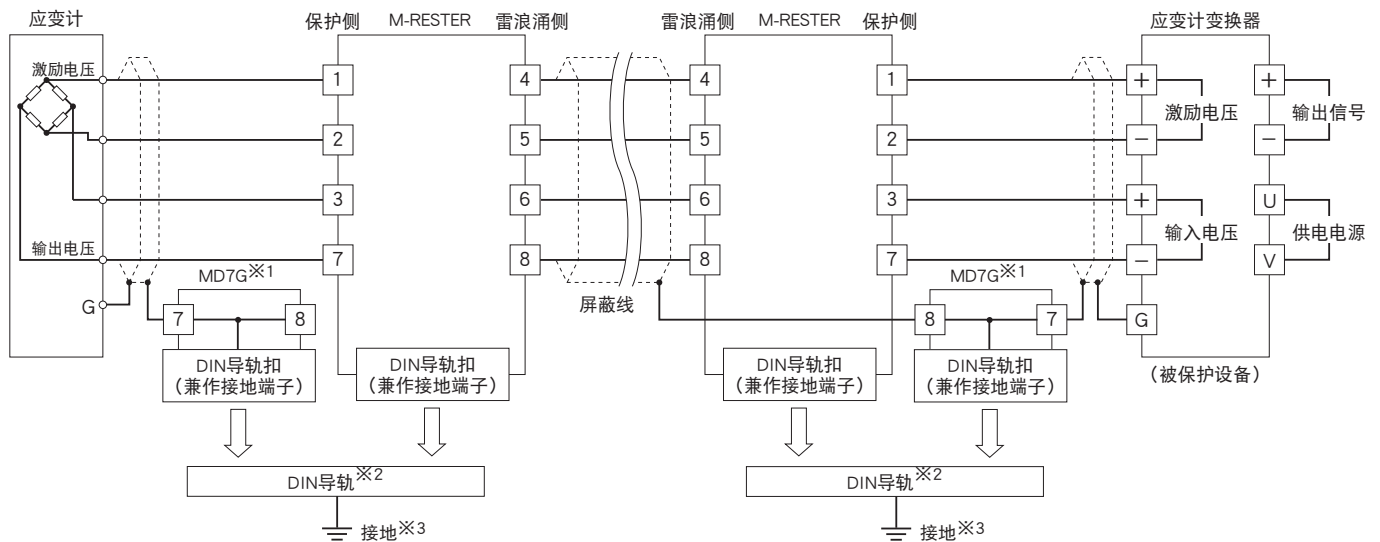 应变计
保护侧 M-RESTER 雷浪涌侧
雷浪涌侧 M-RESTER 保护侧
应变计变换器
激励电压
1 4 4 1 + +
激励电压 输出信号
2 5 5 2 − −
3 6 6 3 + U
输入电压 供电电源
输出电压
7 8 8 7 − V
MD7G※1 MD7G※1
G 屏蔽线
7 8 8 7 G
DIN导轨扣
(兼作接地端子)
DIN导轨扣
(兼作接地端子)
DIN导轨扣
(兼作接地端子)
DIN导轨扣
(兼作接地端子)
(被保护设备)
DIN导轨※2 DIN导轨※2
接地※3 接地※3